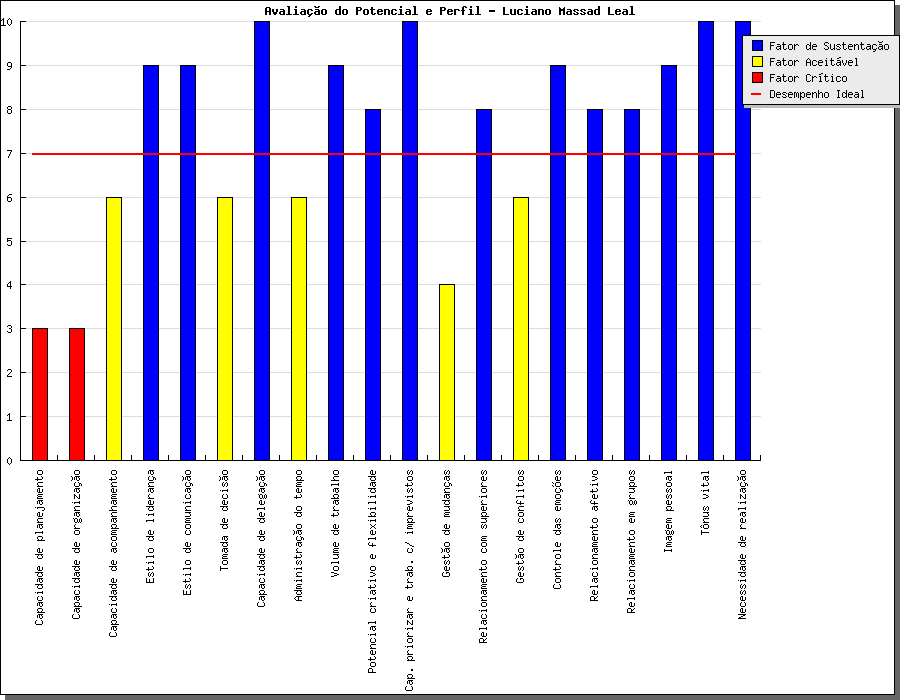 Avaliação do Potencial e Perfil - Luciano Massad Leal
Fator de Sustentação
Fator Aceitável
Fator Crítico
Desempenho Ideal
10
9
8
7
6
5
4
3
2
1
0
Capacidade de planejamento
Capacidade de organização
Capacidade de acompanhamento
Estilo de liderança
Estilo de comunicação
Tomada de decisão
Capacidade de delegação
Administração do tempo
Volume de trabalho
Potencial criativo e flexibilidade
Cap. priorizar e trab. c/ imprevistos
Gestão de mudanças
Relacionamento com superiores
Gestão de conflitos
Controle das emoções
Relacionamento afetivo
Relacionamento em grupos
Imagem pessoal
Tônus vital
Necessidade de realização